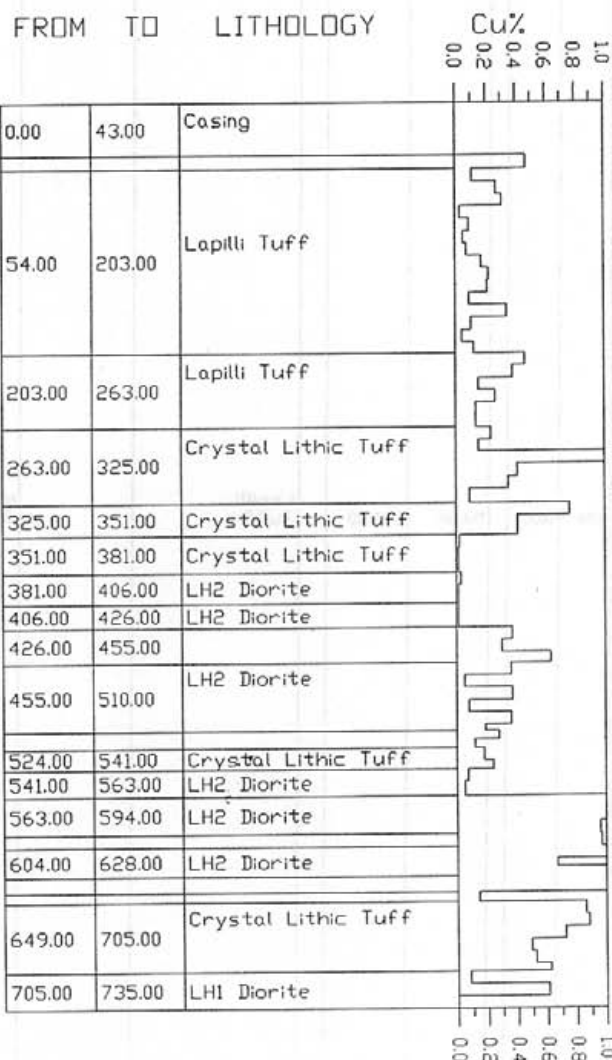 FROM TO LITHOLOGY Cu%
0.0 0.2 0.4 0.6 0.8 1.0
0.00 43.00 Casing
54.00 203.00 Lapilli Tuff
203.00 263.00 Lapilli Tuff
263.00 325.00 Crystal Lithic Tuff
325.00 351.00 Crystal Lithic Tuff
351.00 381.00 Crystal Lithic Tuff
381.00 406.00 LH2 Diorite
406.00 426.00 LH2 Diorite
426.00 455.00
455.00 510.00 LH2 Diorite
524.00 541.00 Crystal Lithic Tuff
541.00 563.00 LH2 Diorite
563.00 594.00 LH2 Diorite
604.00 628.00 LH2 Diorite
649.00 705.00 Crystal Lithic Tuff
705.00 735.00 LH1 Diorite
0.0 0.2 0.4 0.6 0.8 1.0